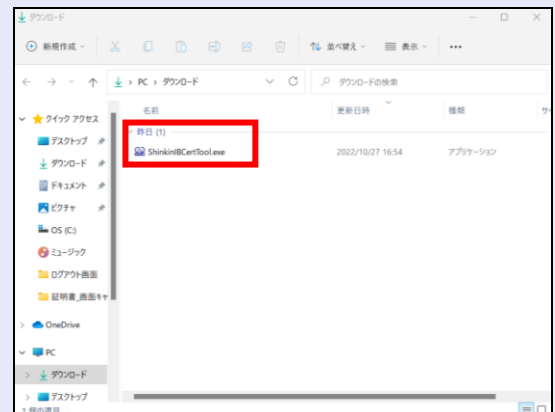 ダウンロード
新規作成
並べ替え
表示
PC > ダウンロード
ダウンロードの検索
名前
更新日時
種類
クイック アクセス
昨日 (1)
デスクトップ
ShinkinIBCertTool.exe
2022/10/27 16:54
アプリケーション
ダウンロード
ドキュメント
ピクチャ
OS (C:)
ミュージック
ログアウト画面
証明書_画面キャ
OneDrive
PC
ダウンロード
デスクトップ
1 個の項目